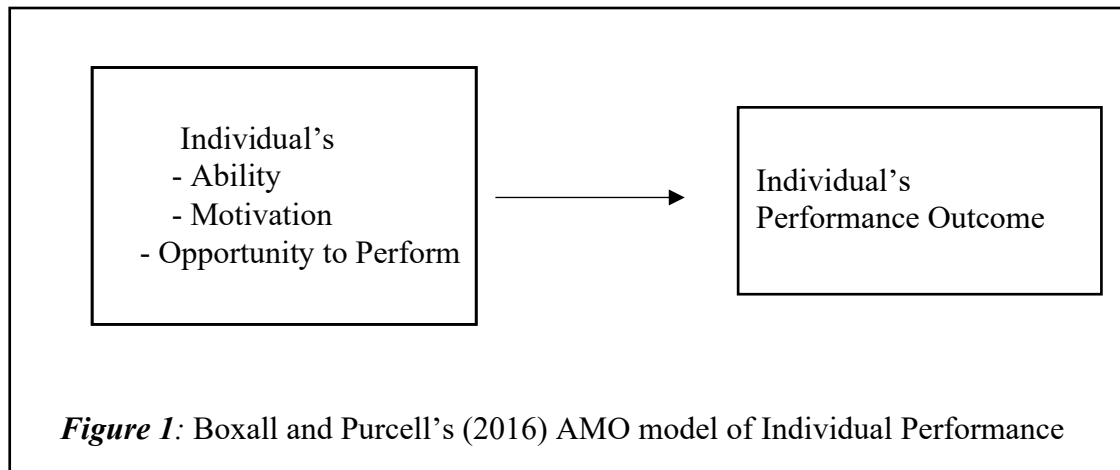 Individual’s
- Ability
- Motivation
- Opportunity to Perform
Individual’s
Performance Outcome
Figure 1: Boxall and Purcell’s (2016) AMO model of Individual Performance